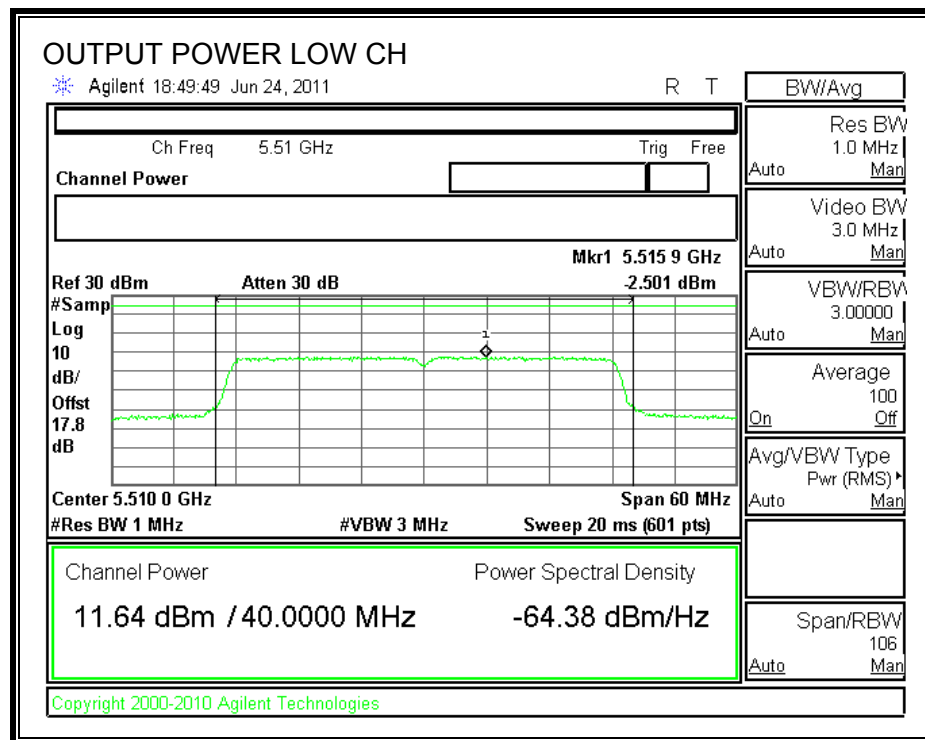 OUTPUT POWER LOW CH
Agilent 18:49:49 Jun 24, 2011 R T
BW/Avg
Ch Freq 5.51 GHz Trig Free
Channel Power
Res BW
1.0 MHz
Auto Man
Video BW
3.0 MHz
Auto Man
Mkr1 5.515 9 GHz
Ref 30 dBm Atten 30 dB -2.501 dBm
#Samp
Log
10
dB/
Offst
17.8
dB
1
VBW/RBW
3.00000
Auto Man
Average
100
On Off
Avg/VBW Type
Pwr (RMS)
Auto Man
Center 5.510 0 GHz Span 60 MHz
#Res BW 1 MHz #VBW 3 MHz Sweep 20 ms (601 pts)
Channel Power Power Spectral Density
11.64 dBm / 40.0000 MHz -64.38 dBm/Hz
Span/RBW
106
Auto Man
Copyright 2000-2010 Agilent Technologies